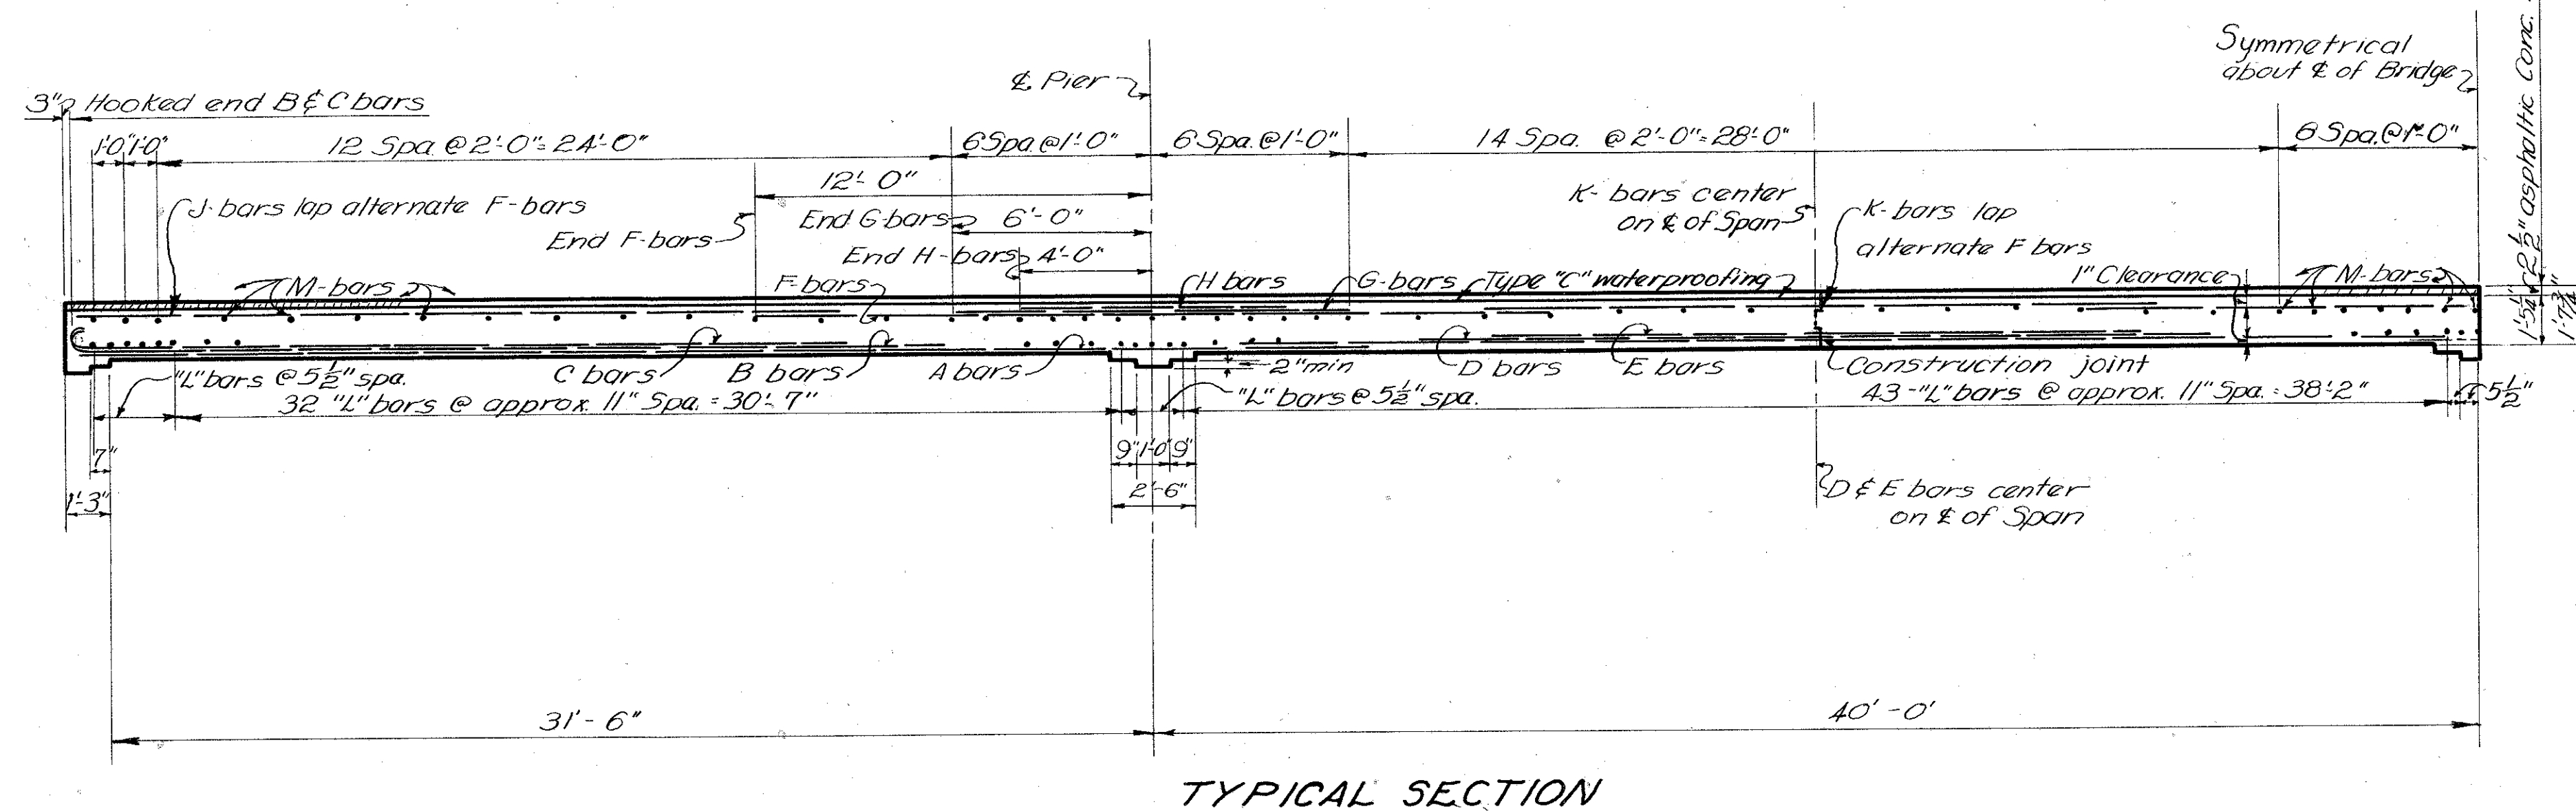 Symmetrical
about ℄ of Bridge
℄ Pier
3" Hooked end B & C bars
1'-0" 1'-0" 12 Spa @ 2'-0" = 24'-0" 6 Spa @ 1'-0" 6 Spa. @ 1'-0" 14 Spa. @ 2'-0" = 28'-0" 6 Spa. @ 1'-0"
12'-0"
J-bars lap alternate F-bars
End F-bars
End G-bars 6'-0"
End H-bars 4'-0"
K-bars center
on ℄ of Span
K-bars lap
alternate F bars
M-bars F-bars H bars G-bars Type "C" waterproofing 1" Clearance M-bars
1'-5¼" + 2½" asphaltic Conc.
1'-7¾"
"L" bars @ 5½" spa. C bars B bars A bars 2" min D bars E bars Construction joint
32 "L" bars @ approx. 11" Spa. = 30'-7" "L" bars @ 5½" spa. 43-"L" bars @ approx. 11" Spa. = 38'-2" 5½"
7" 9" 1'-0" 9"
1'-3" 2'-6"
D & E bars center
on ℄ of Span
31'-6" 40'-0'
TYPICAL SECTION